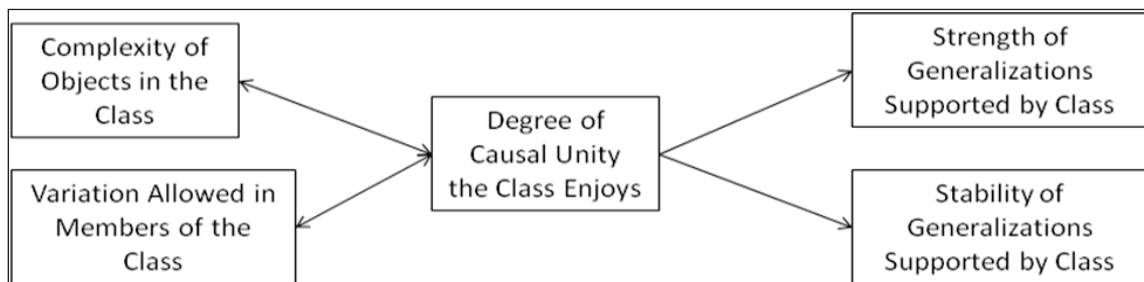 Complexity of
Objects in the
Class
Variation Allowed in
Members of the
Class
Degree of
Causal Unity
the Class Enjoys
Strength of
Generalizations
Supported by Class
Stability of
Generalizations
Supported by Class